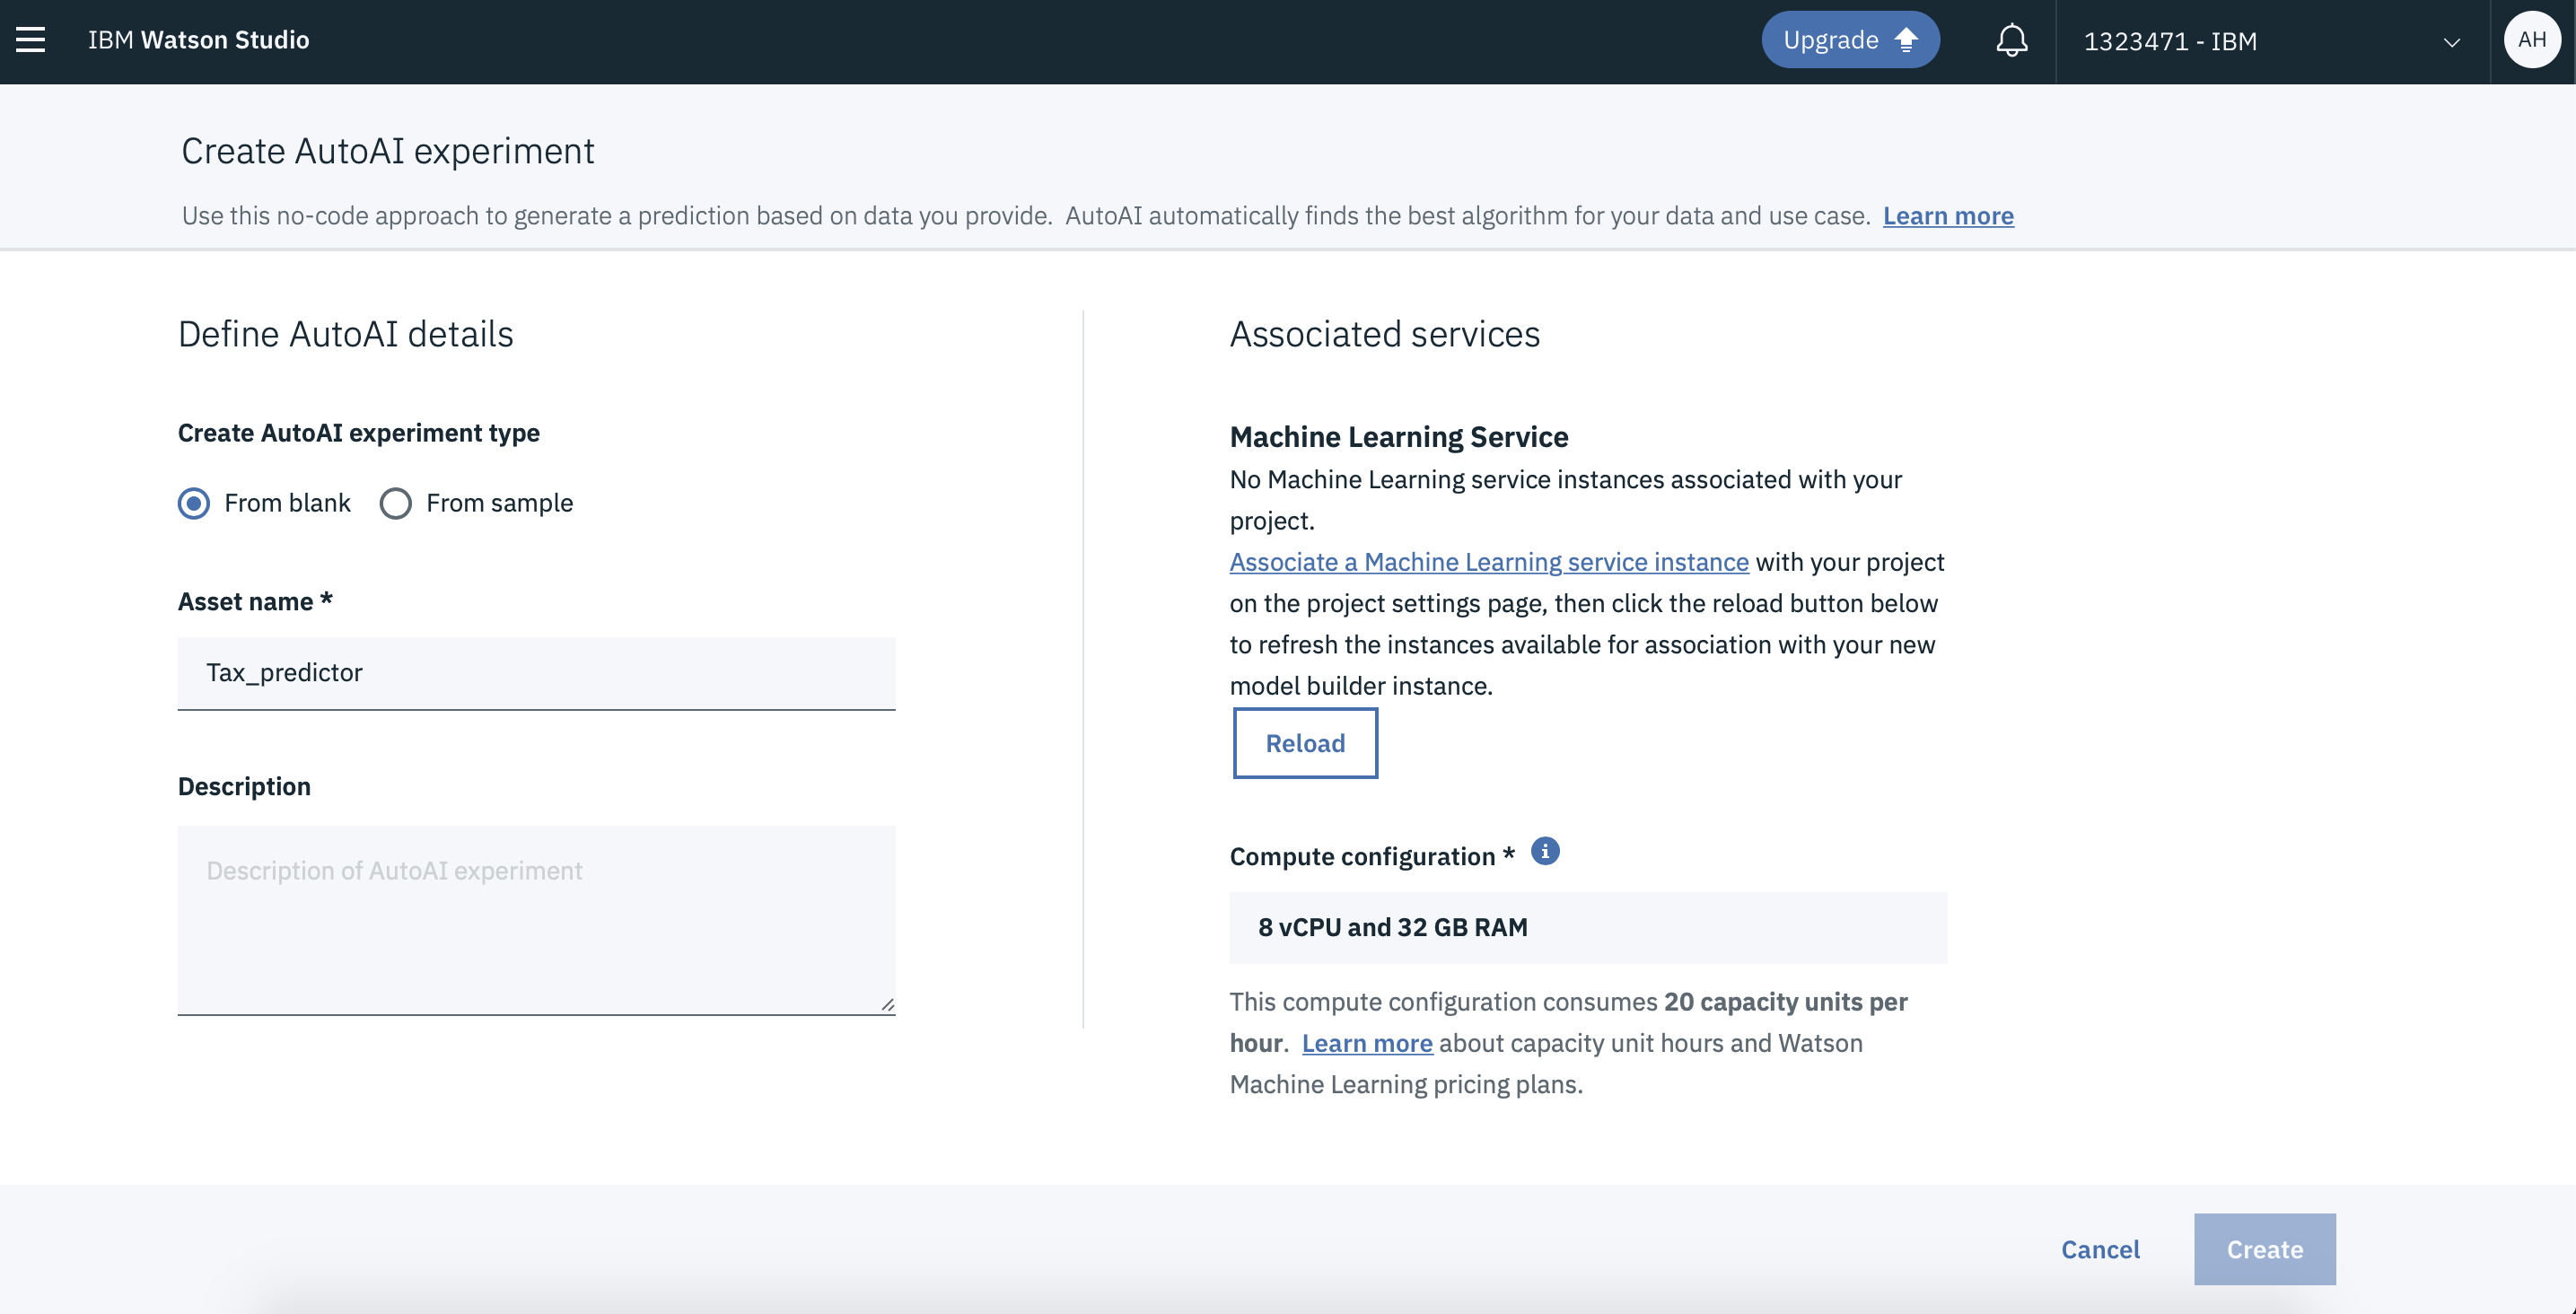 IBM Watson Studio
Upgrade
1323471 - IBM
AH
Create AutoAI experiment
Use this no-code approach to generate a prediction based on data you provide. AutoAI automatically finds the best algorithm for your data and use case. Learn more
Define AutoAI details
Create AutoAI experiment type
From blank
From sample
Asset name *
Tax_predictor
Description
Description of AutoAI experiment
Associated services
Machine Learning Service
No Machine Learning service instances associated with your
project.
Associate a Machine Learning service instance with your project
on the project settings page, then click the reload button below
to refresh the instances available for association with your new
model builder instance.
Reload
Compute configuration *
8 vCPU and 32 GB RAM
This compute configuration consumes 20 capacity units per
hour. Learn more about capacity unit hours and Watson
Machine Learning pricing plans.
Cancel
Create